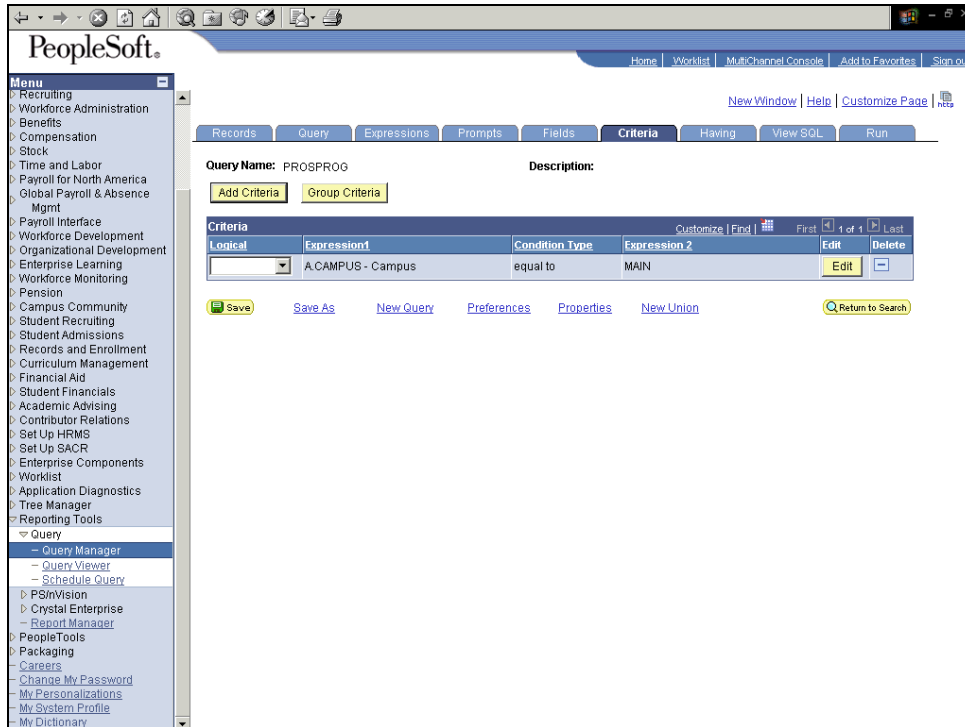 PeopleSoft.
Home | Worklist | MultiChannel Console | Add to Favorites | Sign ou
Menu
Recruiting
Workforce Administration
Benefits
Compensation
Stock
Time and Labor
Payroll for North America
Global Payroll & Absence
Mgmt
Payroll Interface
Workforce Development
Organizational Development
Enterprise Learning
Workforce Monitoring
Pension
Campus Community
Student Recruiting
Student Admissions
Records and Enrollment
Curriculum Management
Financial Aid
Student Financials
Academic Advising
Contributor Relations
Set Up HRMS
Set Up SACR
Enterprise Components
Worklist
Application Diagnostics
Tree Manager
Reporting Tools
Query
– Query Manager
– Query Viewer
– Schedule Query
PS/nVision
Crystal Enterprise
– Report Manager
PeopleTools
Packaging
– Careers
– Change My Password
– My Personalizations
– My System Profile
– My Dictionary
New Window | Help | Customize Page | http
Records Query Expressions Prompts Fields Criteria Having View SQL Run
Query Name: PROSPROG Description:
Add Criteria Group Criteria
Criteria Customize | Find | First 1 of 1 Last
Logical Expression1 Condition Type Expression 2 Edit Delete
A.CAMPUS - Campus equal to MAIN Edit
Save Save As New Query Preferences Properties New Union Return to Search